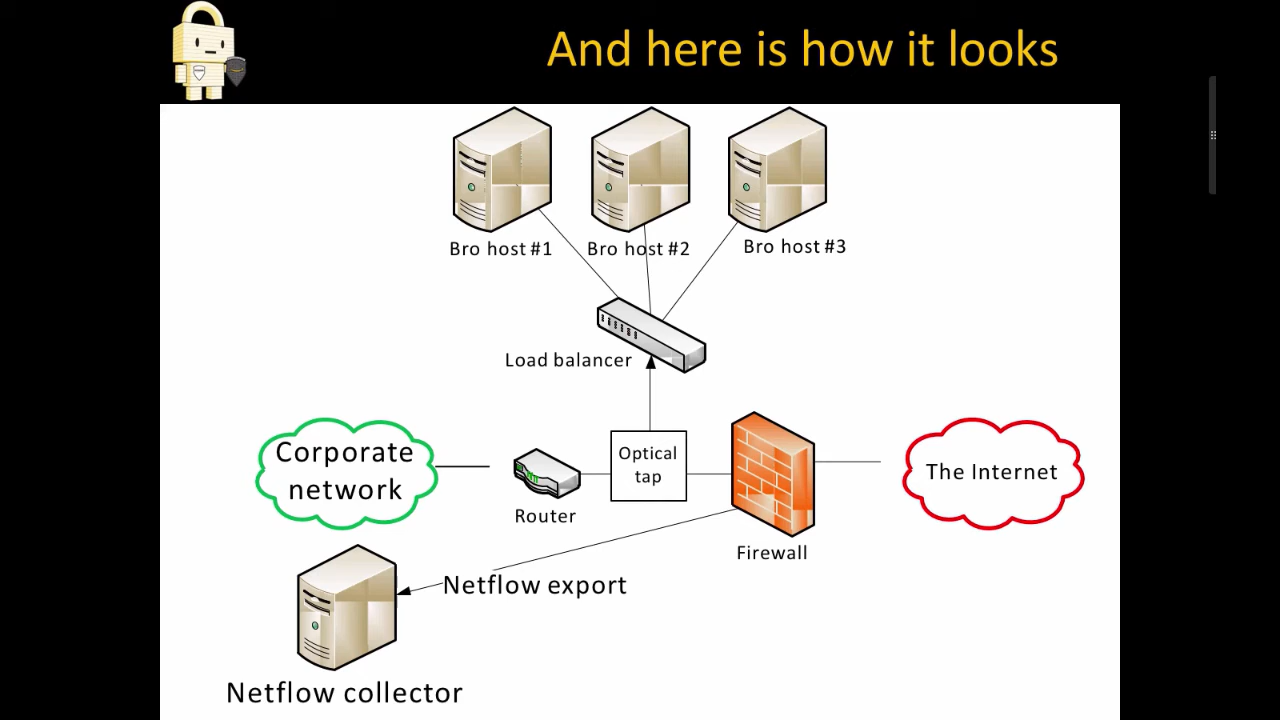 And here is how it looks
Bro host #1
Bro host #2
Bro host #3
Load balancer
Corporate
network
Optical
tap
The Internet
Router
Firewall
Netflow export
Netflow collector